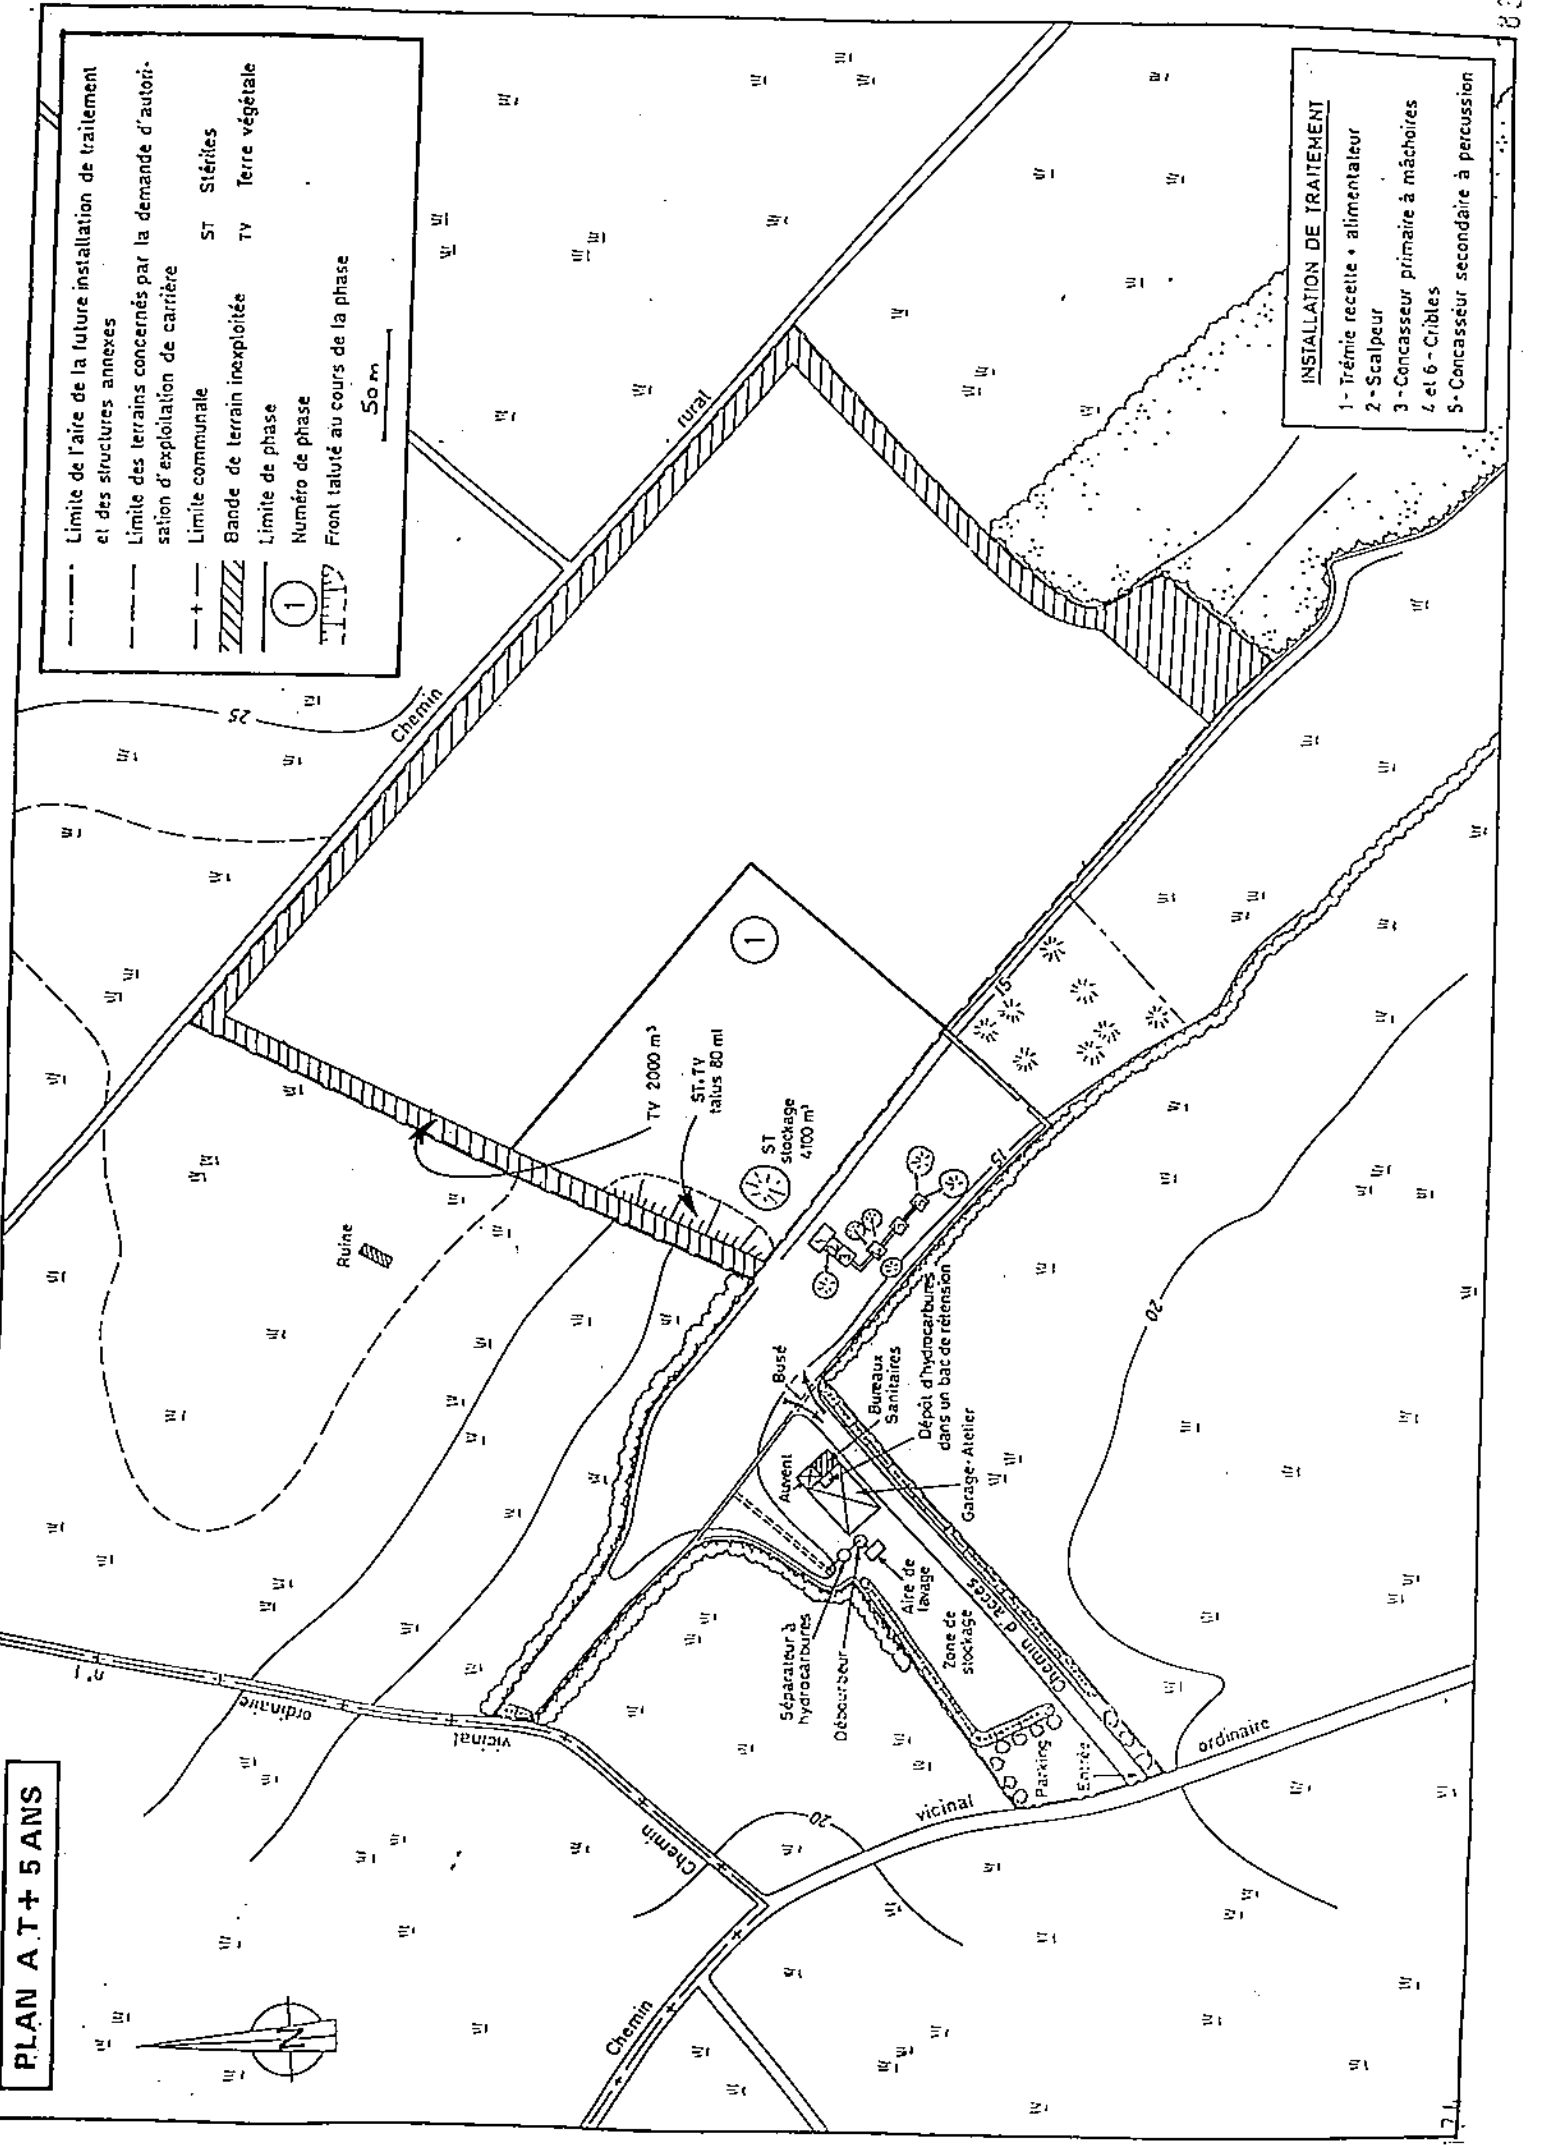 PLAN A T + 5 ANS
N
Limite de l'aire de la future installation de traitement
et des structures annexes
Limite des terrains concernés par la demande d'autori-
sation d'exploitation de carrière
Limite communale
ST Stériles
Bande de terrain inexploitée
TV Terre végétale
Limite de phase
1
Numéro de phase
Front taluté au cours de la phase
50 m
25
Chemin
rural
Ruine
TV 2000 m³
ST.TV
talus 80 ml
ST
stockage
4100 m³
1
15
15
n°1
ordinaire
vicinal
Chemin
Chemin
20
Busé
Auvent
Bureaux
Sanitaires
Dépôt d'hydrocarbures
dans un bac de rétension
Garage-Atelier
Séparateur à
hydrocarbures
Débourbeur
Aire de
lavage
Zone de
stockage
Chemin d'accès
Parking
Entrée
vicinal
ordinaire
20
INSTALLATION DE TRAITEMENT
1- Trémie recette + alimentateur
2- Scalpeur
3- Concasseur primaire à mâchoires
4 et 6 - Cribles
5- Concasseur secondaire à percussion